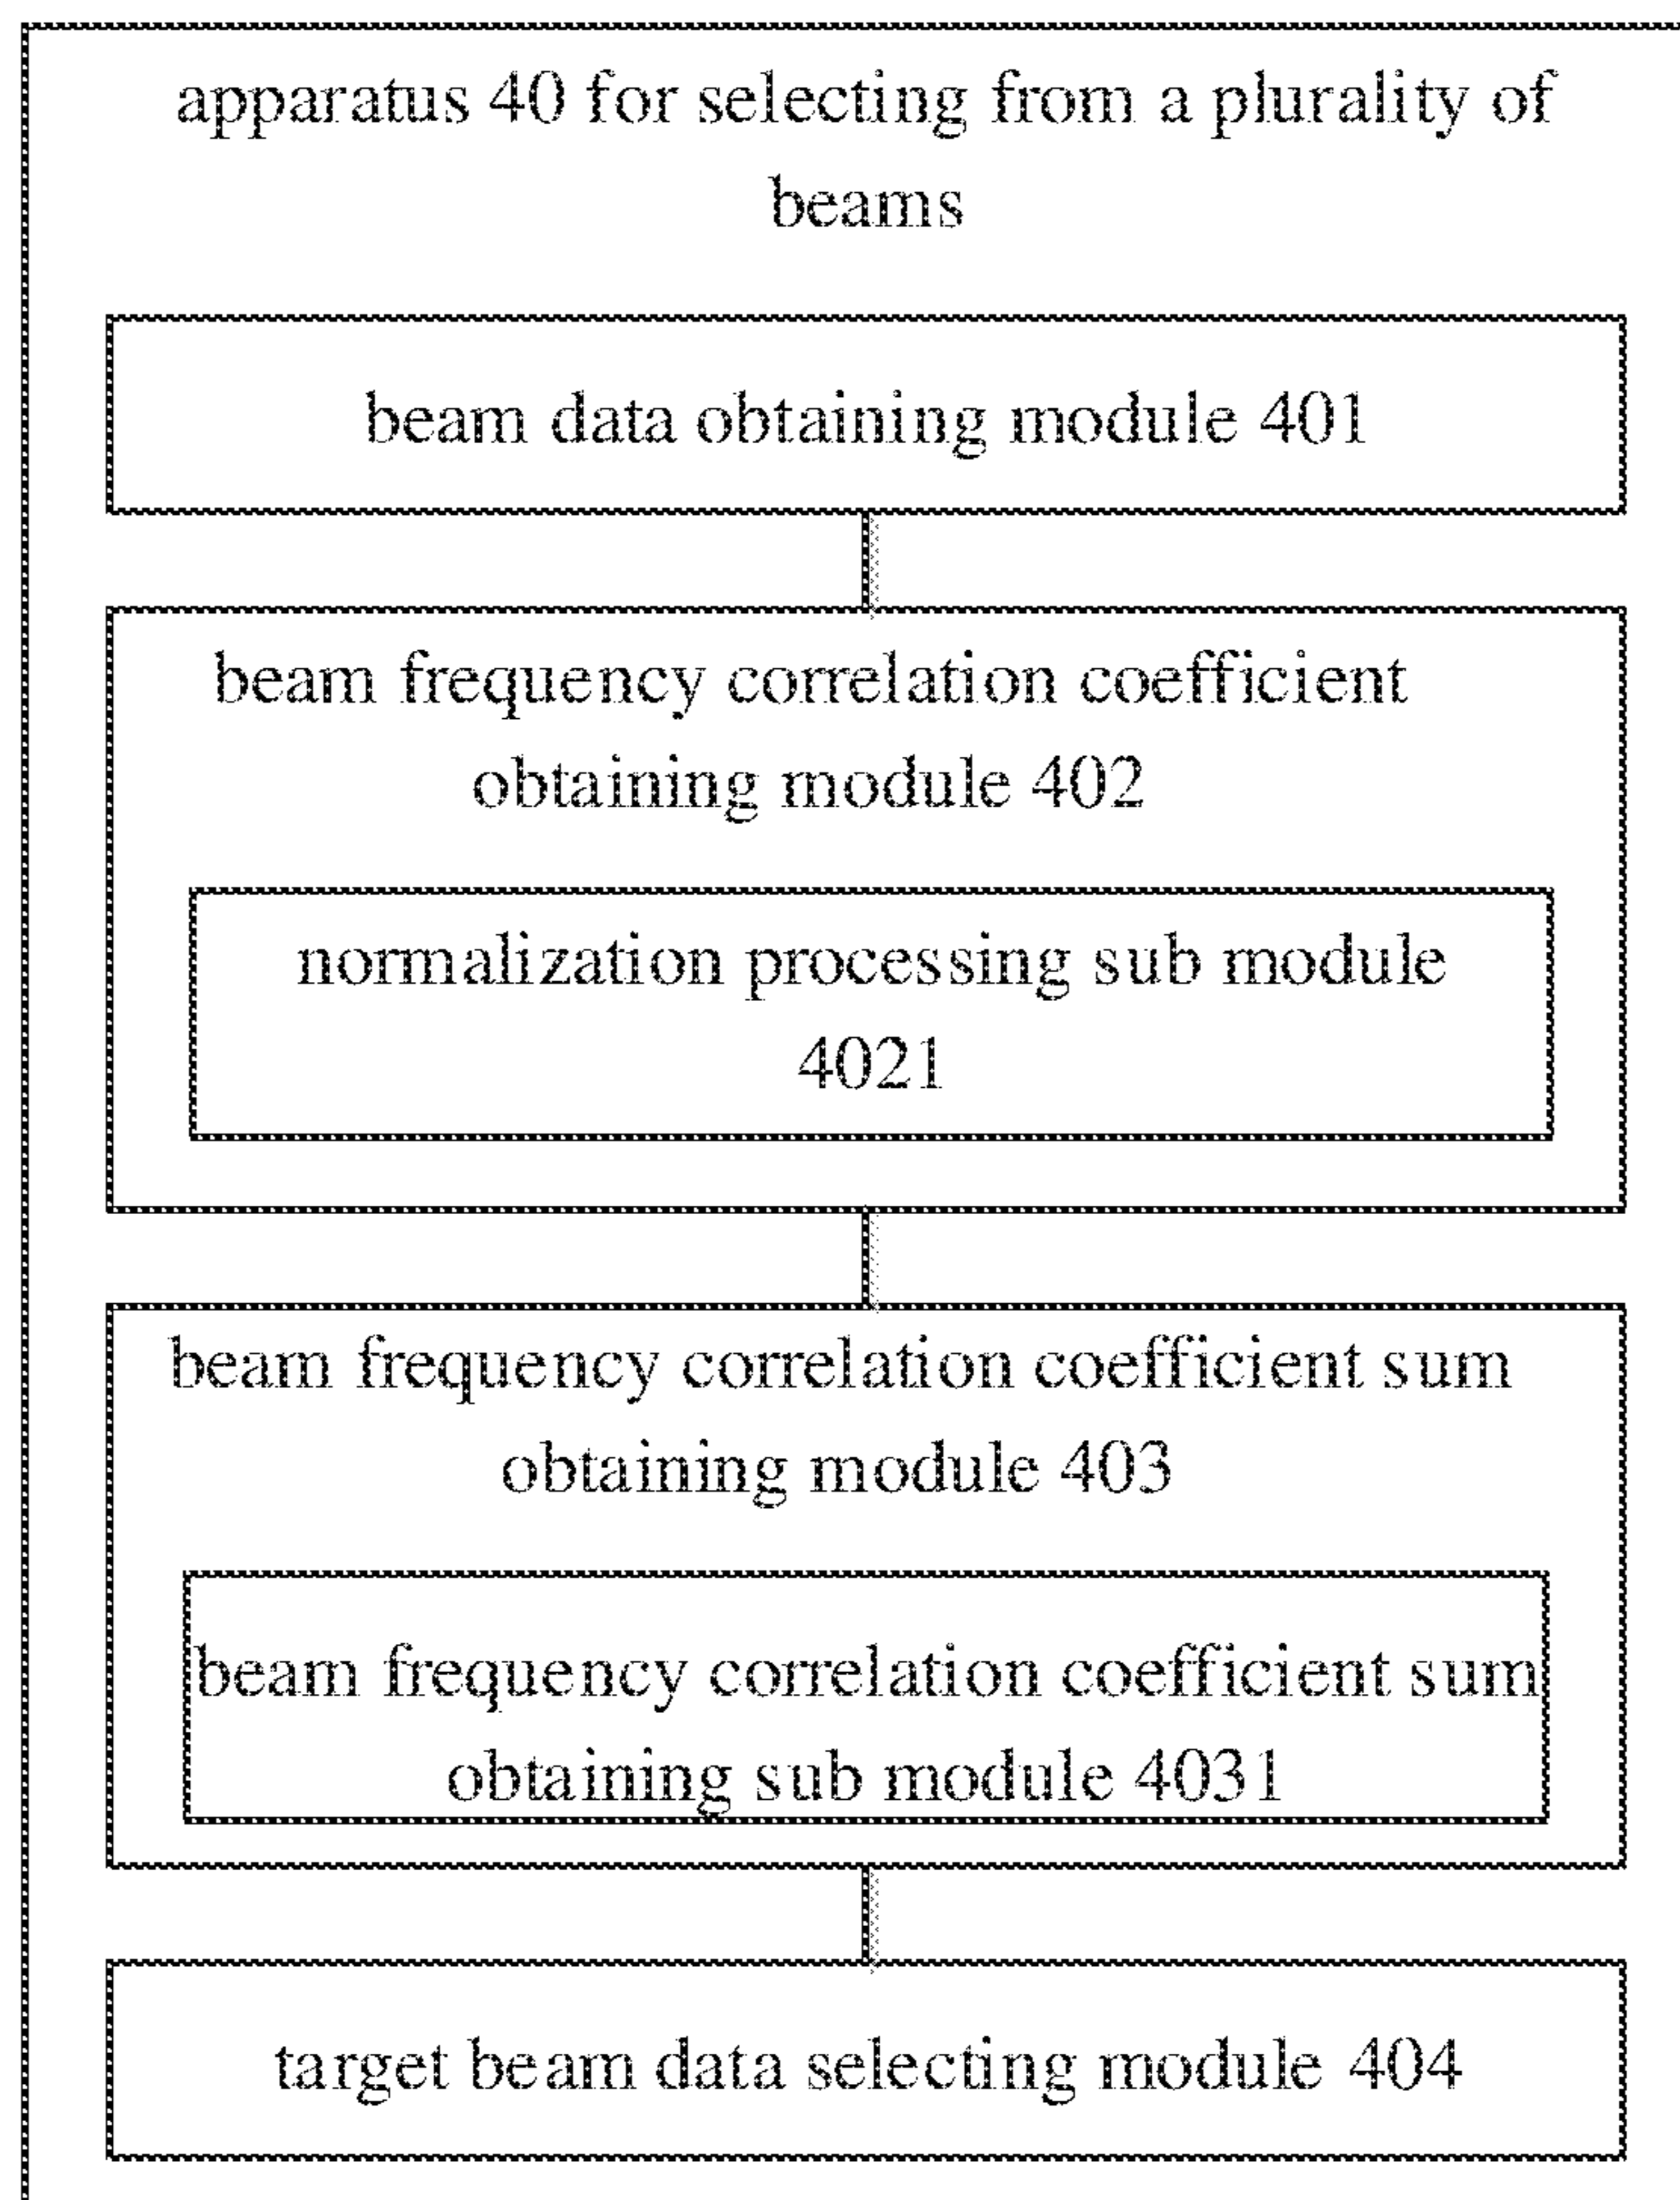 apparatus 40 for selecting from a plurality of
beams
beam data obtaining module 401
beam frequency correlation coefficient
obtaining module 402
normalization processing sub module
4021
beam frequency correlation coefficient sum
obtaining module 403
beam frequency correlation coefficient sum
obtaining sub module 4031
target beam data selecting module 404